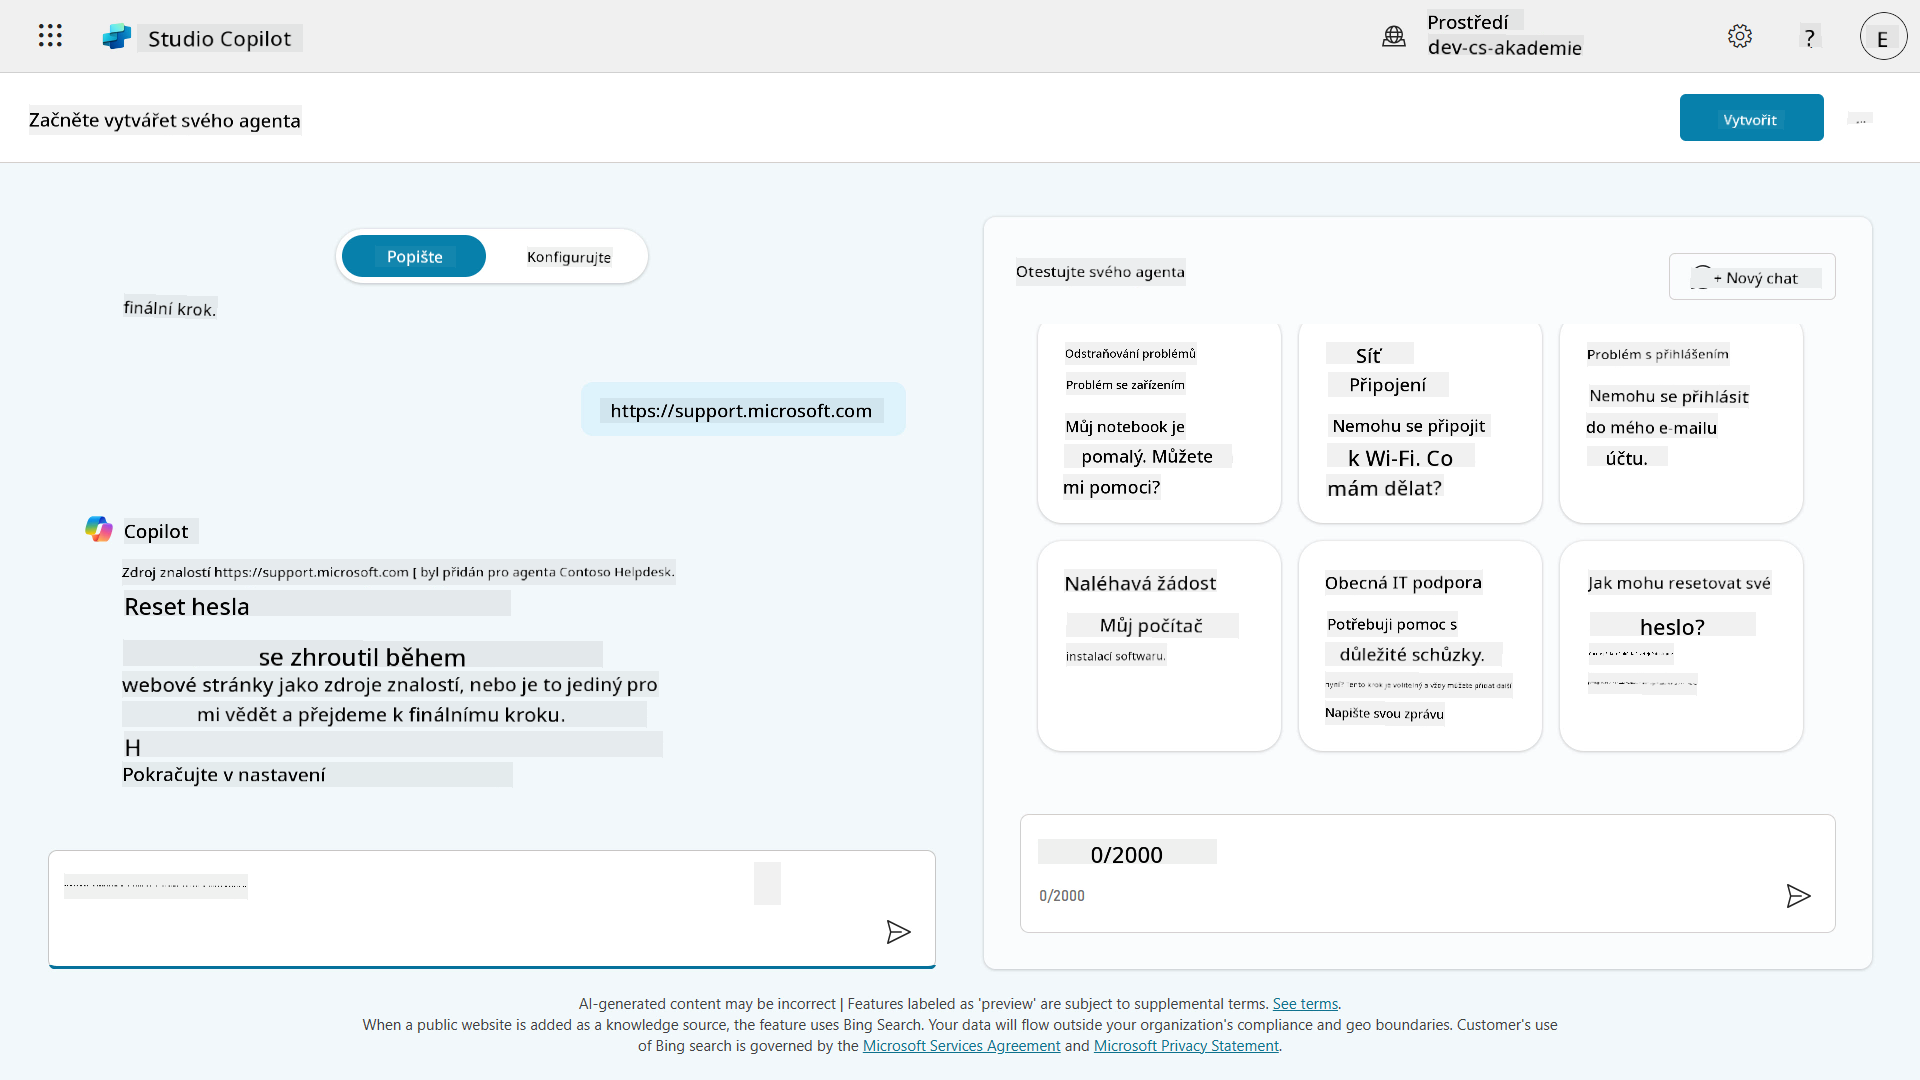 Studio Copilot
Prostředí
dev-cs-akademie
?
E
Začněte vytvářet svého agenta
Vytvořit
...
Popište
Konfigurujte
finální krok.
https://support.microsoft.com
Copilot
Zdroj znalostí https://support.microsoft.com [ byl přidán pro agenta Contoso Helpdesk.
Reset hesla
se zhroutil během
webové stránky jako zdroje znalostí, nebo je to jediný pro
mi vědět a přejdeme k finálnímu kroku.
H
Pokračujte v nastavení
Otestujte svého agenta
+ Nový chat
Odstraňování problémů
Problém se zařízením
Můj notebook je
pomalý. Můžete
mi pomoci?
Síť
Připojení
Nemohu se připojit
k Wi-Fi. Co
mám dělat?
Problém s přihlášením
Nemohu se přihlásit
do mého e-mailu
účtu.
Naléhavá žádost
Můj počítač
instalací softwaru.
Obecná IT podpora
Potřebuji pomoc s
důležité schůzky.
nyní? Tento krok je volitelný a vždy můžete přidat další
Napište svou zprávu
Jak mohu resetovat své
heslo?
0/2000
0/2000
AI-generated content may be incorrect | Features labeled as 'preview' are subject to supplemental terms. See terms.
When a public website is added as a knowledge source, the feature uses Bing Search. Your data will flow outside your organization's compliance and geo boundaries. Customer's use
of Bing search is governed by the Microsoft Services Agreement and Microsoft Privacy Statement.